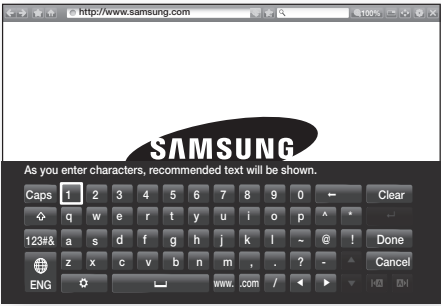 http://www.samsung.com 100%
SAMSUNG
As you enter characters, recommended text will be shown.
Caps 1 2 3 4 5 6 7 8 9 0 ← Clear
q w e r t y u i o p ^ *
123#& a s d f g h j k l ~ @ ! Done
z x c v b n m , . ? - Cancel
ENG www. .com /